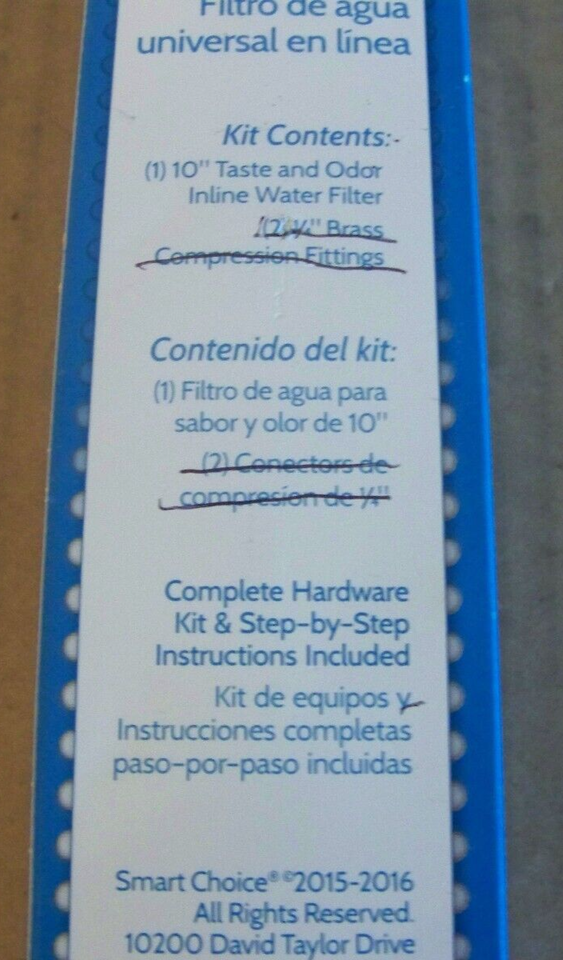 Filtro de agua
universal en línea
Kit Contents:
(1) 10" Taste and Odor
Inline Water Filter
(2) ¼" Brass
Compression Fittings
Contenido del kit:
(1) Filtro de agua para
sabor y olor de 10"
(2) Conectors de
compresíon de ¼"
Complete Hardware
Kit & Step-by-Step
Instructions Included
Kit de equipos y
Instrucciones completas
paso-por-paso incluidas
Smart Choice® ©2015-2016
All Rights Reserved.
10200 David Taylor Drive